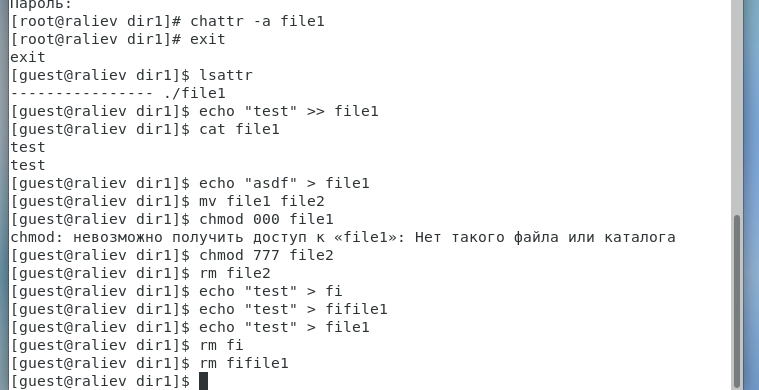 Пароль:
[root@raliev dir1]# chattr -a file1
[root@raliev dir1]# exit
exit
[guest@raliev dir1]$ lsattr
---------------- ./file1
[guest@raliev dir1]$ echo "test" >> file1
[guest@raliev dir1]$ cat file1
test
test
[guest@raliev dir1]$ echo "asdf" > file1
[guest@raliev dir1]$ mv file1 file2
[guest@raliev dir1]$ chmod 000 file1
chmod: невозможно получить доступ к «file1»: Нет такого файла или каталога
[guest@raliev dir1]$ chmod 777 file2
[guest@raliev dir1]$ rm file2
[guest@raliev dir1]$ echo "test" > fi
[guest@raliev dir1]$ echo "test" > fifile1
[guest@raliev dir1]$ echo "test" > file1
[guest@raliev dir1]$ rm fi
[guest@raliev dir1]$ rm fifile1
[guest@raliev dir1]$